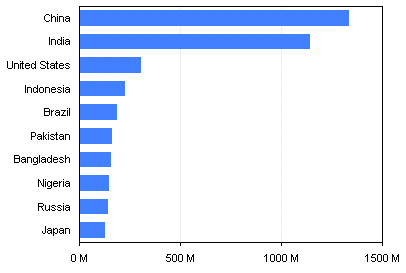 China
India
United States
Indonesia
Brazil
Pakistan
Bangladesh
Nigeria
Russia
Japan
0 M 500 M 1000 M 1500 M